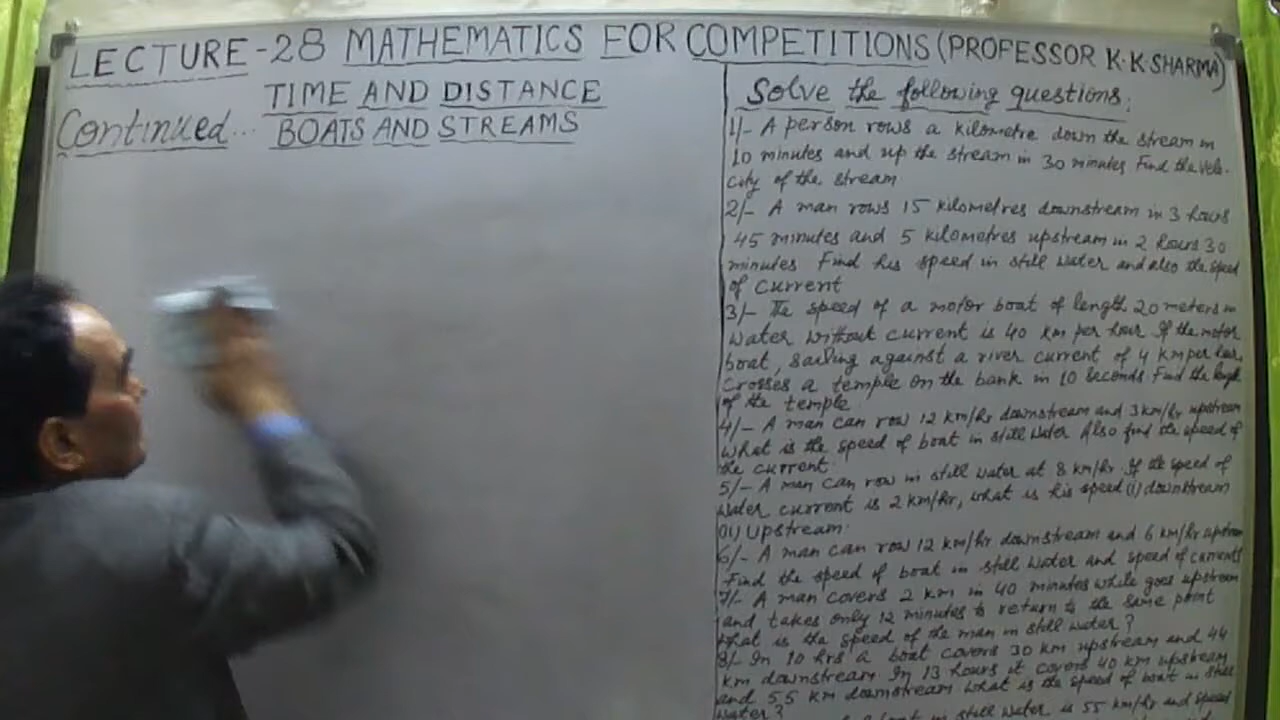 LECTURE-28 MATHEMATICS FOR COMPETITIONS (PROFESSOR K.K SHARMA)
TIME AND DISTANCE
Continued... BOATS AND STREAMS
Solve the following questions:
1/- A person rows a kilometre down the stream in
10 minutes and up the stream in 30 minutes Find the velo-
city of the stream
2/- A man rows 15 kilometres downstream in 3 hours
45 minutes and 5 kilometres upstream in 2 hours 30
minutes Find his speed in still water and also the speed
of current
3/- The speed of a motor boat of length 20 meters in
water without current is 40 km per hour If the motor
boat, sailing against a river current of 4 km per hour,
crosses a temple on the bank in 10 seconds Find the length
of the temple.
4/- A man can row 12 km/hr downstream and 3 km/hr upstream
what is the speed of boat in still water Also find the speed of
the current.
5/- A man can row in still water at 8 km/hr. If the speed of
water current is 2 km/hr, what is his speed (i) downstream
(ii) Upstream.
6/- A man can row 12 km/hr downstream and 6 km/hr upstream
Find the speed of boat in still water and speed of current
7/- A man covers 2 km in 40 minutes while goes upstream
and takes only 12 minutes to return to the same point
what is the speed of the man in still water?
8/- In 10 hrs a boat covers 30 km upstream and 44
km downstream In 13 hours it covers 40 km upstream
and 55 km downstream what is the speed of boat in still
water?
boat in still water is 55 km/hr and speed